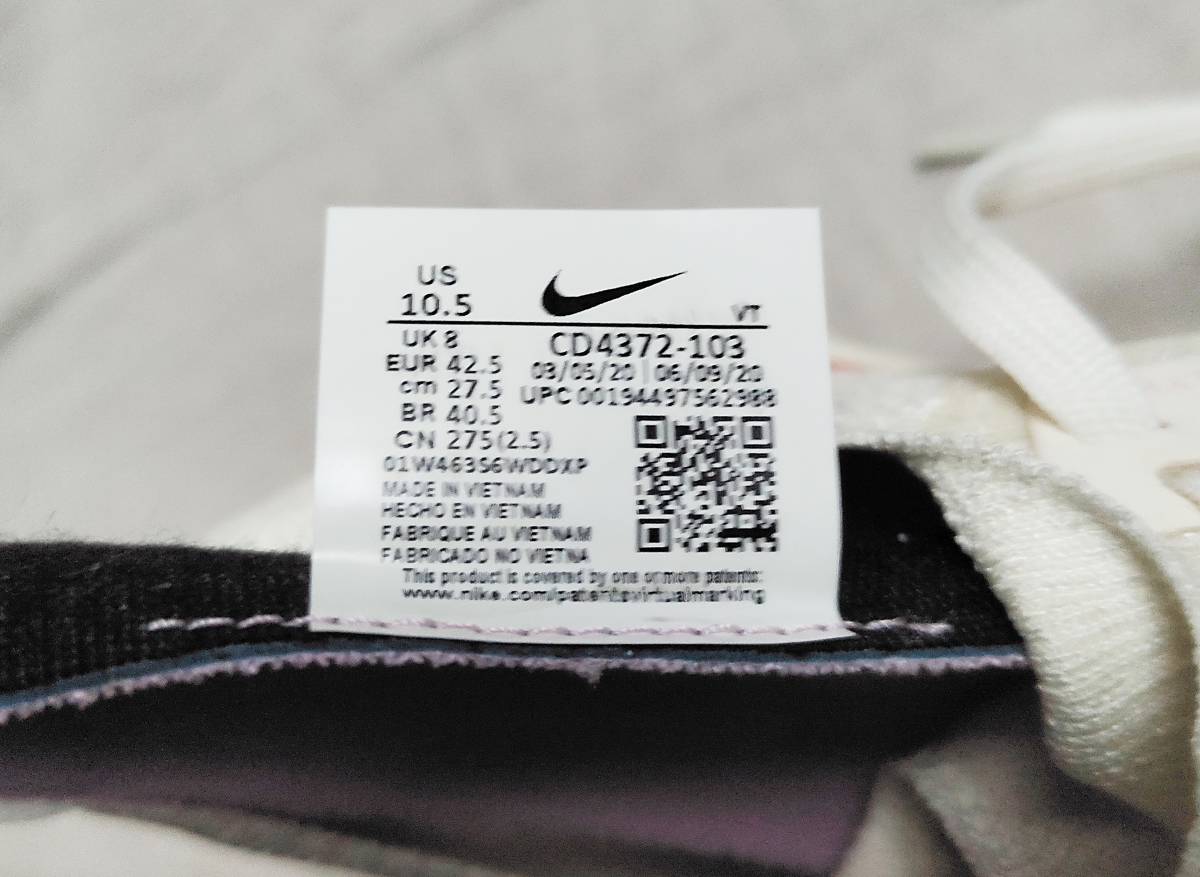 US
10.5
VT
UK 8
CD4372-103
EUR 42.5
03/05/20 | 06/09/20
cm 27.5
UPC 00194497562988
BR 40.5
CN 275(2.5)
01W463S6WDDXP
MADE IN VIETNAM
HECHO EN VIETNAM
FABRIQUE AU VIETNAM
FABRICADO NO VIETNA
This product is covered by one or more patents:
www.nike.com/patentsvirtualmarking